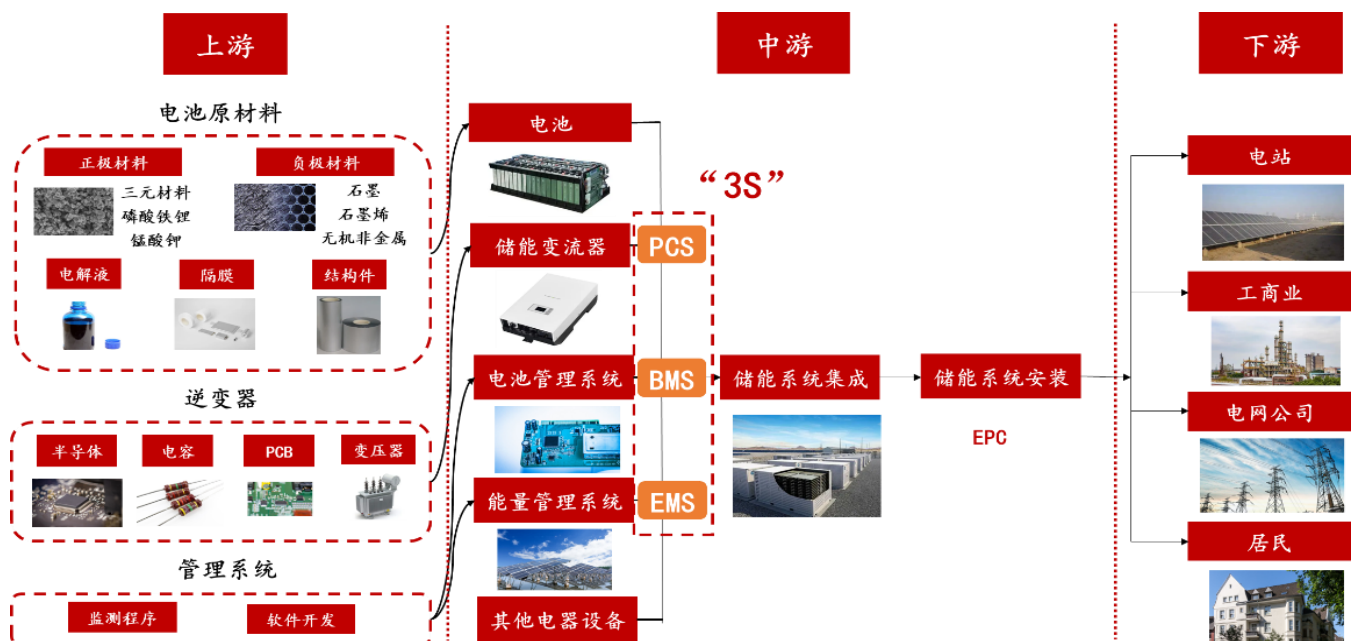 上游
电池原材料
正极材料
负极材料
三元材料
磷酸铁锂
锰酸钾
石墨
石墨烯
无机非金属
电解液
隔膜
结构件
逆变器
半导体
电容
PCB
变压器
管理系统
监测程序
软件开发
中游
电池
“3S”
储能变流器
PCS
电池管理系统
BMS
能量管理系统
EMS
其他电器设备
储能系统集成
储能系统安装
EPC
下游
电站
工商业
电网公司
居民